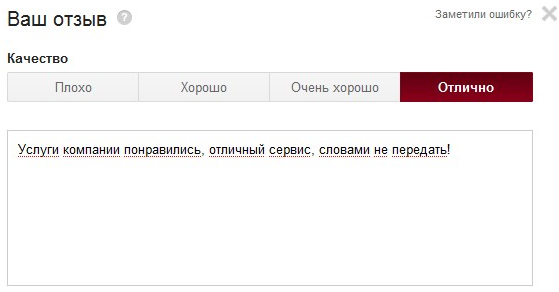 Ваш отзыв ?
Заметили ошибку?
Качество
Плохо Хорошо Очень хорошо Отлично
Услуги компании понравились, отличный сервис, словами не передать!